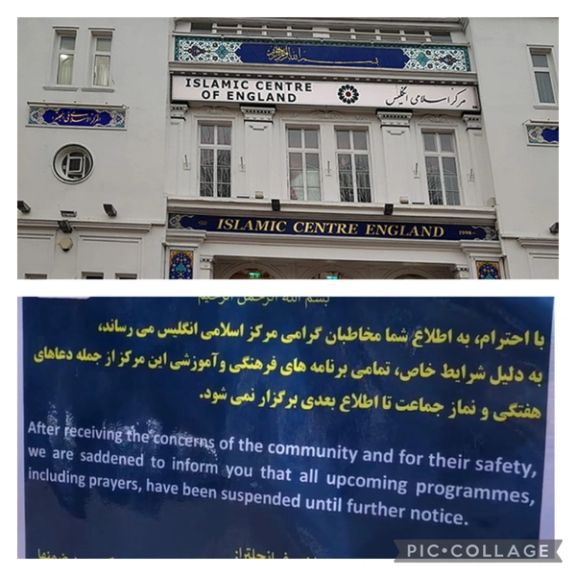 ISLAMIC CENTRE
OF ENGLAND
مرکز اسلامی انگلیس
ISLAMIC CENTRE ENGLAND
1998
بسم الله الرحمن الرحیم
با احترام، به اطلاع شما مخاطبان گرامی مرکز اسلامی انگلیس می رساند،
به دلیل شرایط خاص، تمامی برنامه های فرهنگی وآموزشی این مرکز از جمله دعاهای
هفتگی و نماز جماعت تا اطلاع بعدی برگزار نمی شود.
After receiving the concerns of the community and for their safety,
we are saddened to inform you that all upcoming programmes,
including prayers, have been suspended until further notice.
PIC•COLLAGE